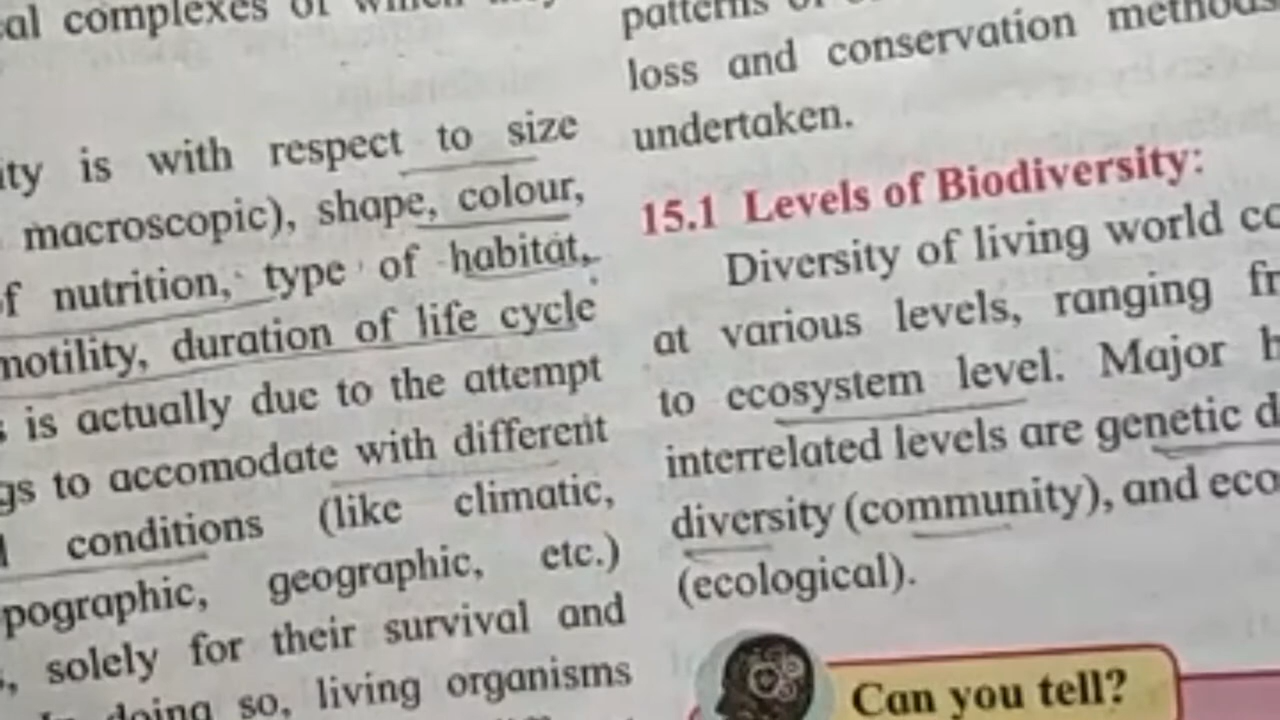 complexes of
is with respect to size
macroscopic), shape, colour,
nutrition, type of habitat,
motility, duration of life cycle
is actually due to the attempt
to accomodate with different
conditions (like climatic,
geographic, etc.)
solely for their survival and
doing so, living organisms
patterns of
loss and conservation methods
undertaken.
15.1 Levels of Biodiversity:
Diversity of living world
at various levels, ranging
to ecosystem level. Major
interrelated levels are genetic
diversity (community), and
(ecological).
Can you tell?